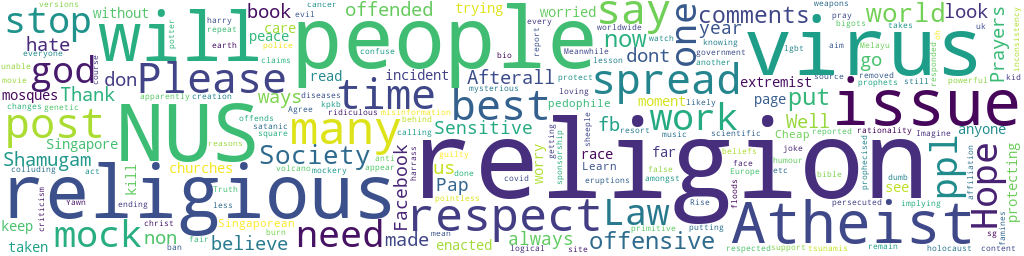 stop will people say one comments now year world virus
offended trying worried
book without care peace
hate god mosques don Please
Thank post NUS many time
read ways incident Afterall best
spread work dont fb go look Prayers
extremist page put issue
pedophile moment likely
Sensitive Society us worry
Singapore Shamugam churches
religious need Facebook respect religion
race Learn far Law
Well Cheap anyone see ppl Hope
protecting Atheist
keep taken mock non believe
Pap made enacted always offensive
kill Singaporean
versions potter harry evil cancer repeat earth polite
everyone unable movie course
claims confuse bio report every Meanwhile
worldwide watch uk lesson
knowing another government lgbt aim source
weapons pray bigots takes Melayu
removed prophets still responded
powerful kid inconsistency
changes genetic apparently creation
mysterious diseases kpkb Agree ridiculous misinformation
loving protect calling behind
offends reasons satanic square volcano mockery
anti appear guilty done pointless
colluding act Truth less
criticism Yawn ending christ burn ban fair
harrass covid mean logical site primitive
getting sponsorship sheeple resort music
amongst false scientific beliefs face Europe etc
joke humour reported rationality Imagine
bible prophecised dumb affiliation implying
persecuted holocaust floods
eruptions Rise putting
respected support tsunamis remain
famines sg content